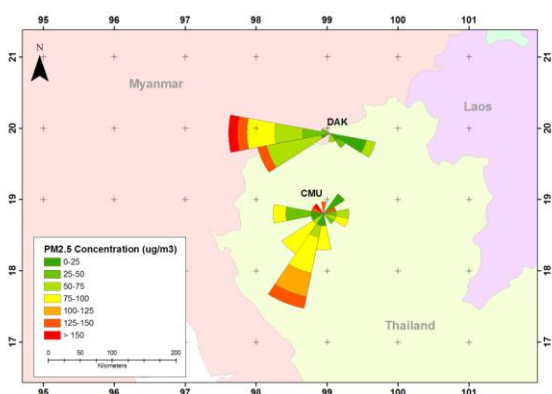 95 96 97 98 99 100 101
N
Myanmar
Laos
DAK
CMU
Thailand
21
20
19
18
17
21
20
19
18
17
PM2.5 Concentration (ug/m3)
0-25
25-50
50-75
75-100
100-125
125-150
> 150
0 50 100 200
Kilometers
95 96 97 98 99 100 101